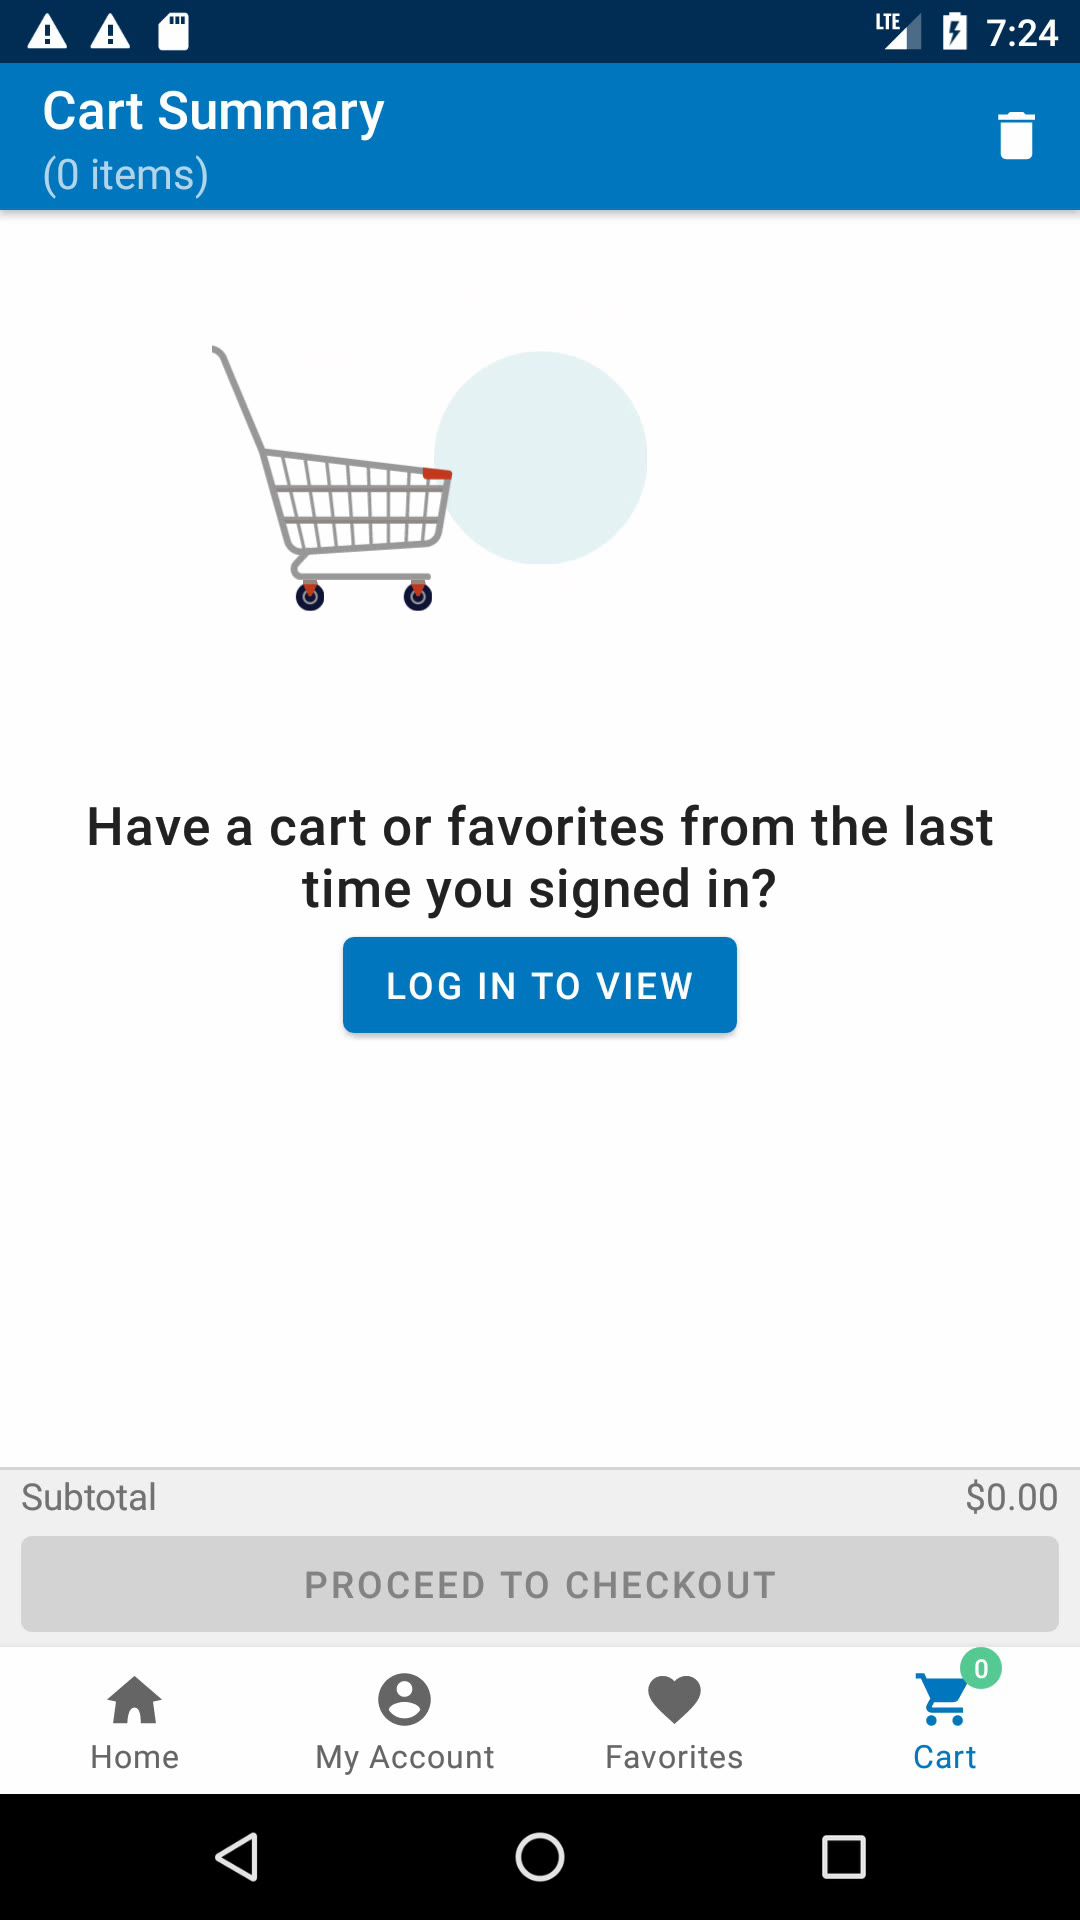 LTE 7:24
Cart Summary
(0 items)
Have a cart or favorites from the last
time you signed in?
LOG IN TO VIEW
Subtotal $0.00
PROCEED TO CHECKOUT
0
Home My Account Favorites Cart